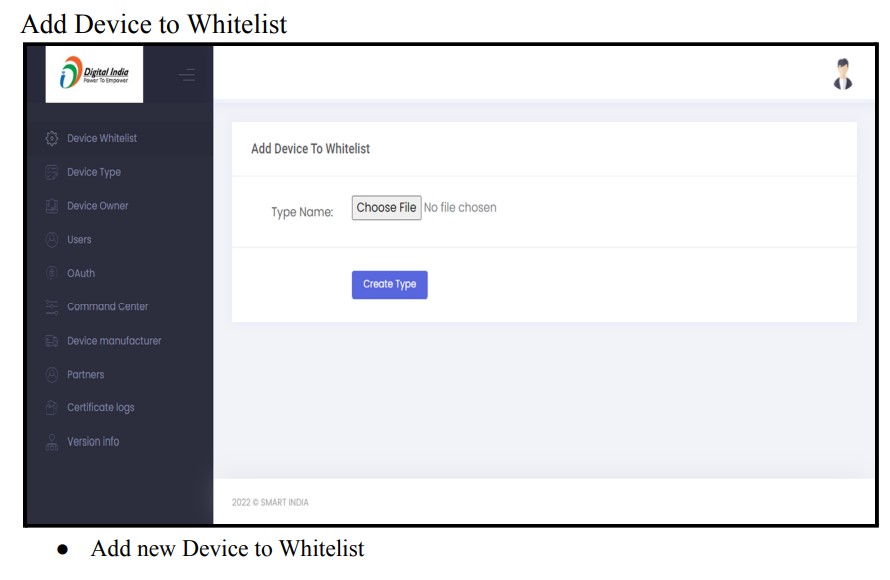 Add Device to Whitelist
Digital India
Power To Empower
Device Whitelist
Device Type
Device Owner
Users
OAuth
Command Center
Device manufacturer
Partners
Certificate logs
Version info
Add Device To Whitelist
Type Name: Choose File No file chosen
Create Type
2022 © SMART INDIA
● Add new Device to Whitelist